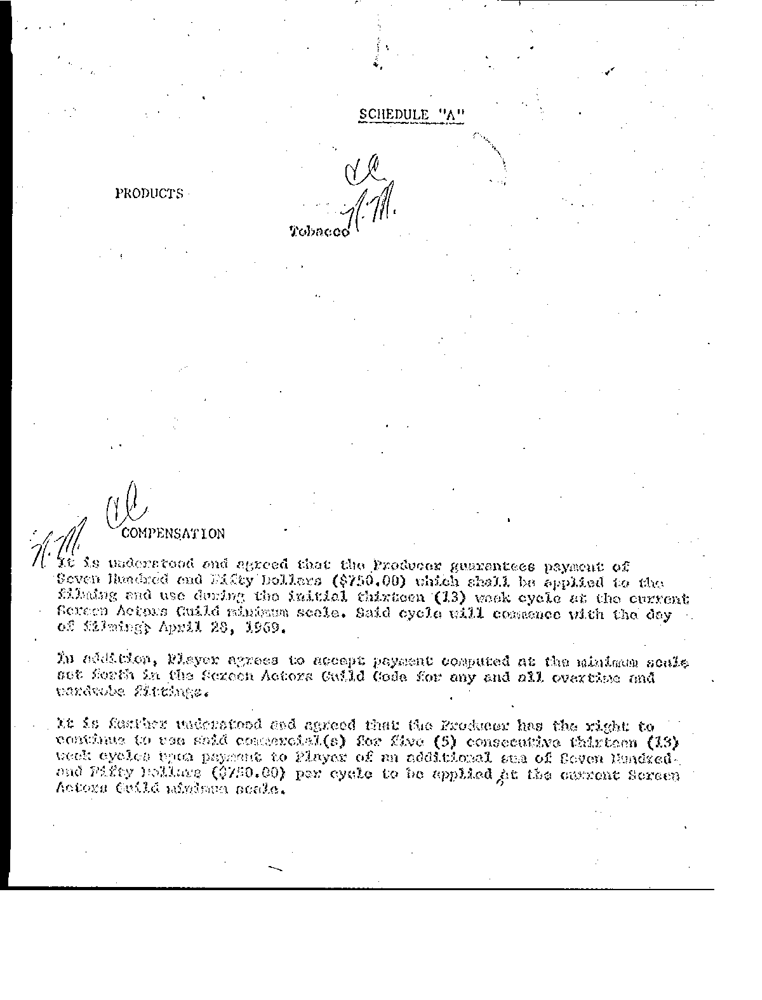 SCHEDULE "A"
PRODUCTS
N.M.
Tobacco
COMPENSATION
N.M.
It is understood and agreed that the Producer guarantees payment of
Seven Hundred and Fifty Dollars ($750.00) which shall be applied to the
filming and use during the initial thirteen (13) week cycle at the current
Screen Actors Guild minimum scale. Said cycle will commence with the day
of filming, April 28, 1969.
In addition, Player agrees to accept payment computed at the minimum scale
set forth in the Screen Actors Guild Code for any and all overtime and
wardrobe fittings.
It is further understood and agreed that the Producer has the right to
continue to use said commercial(s) for five (5) consecutive thirteen (13)
week cycles upon payment to Player of an additional sum of Seven Hundred
and Fifty Dollars ($750.00) per cycle to be applied at the current Screen
Actors Guild minimum scale.